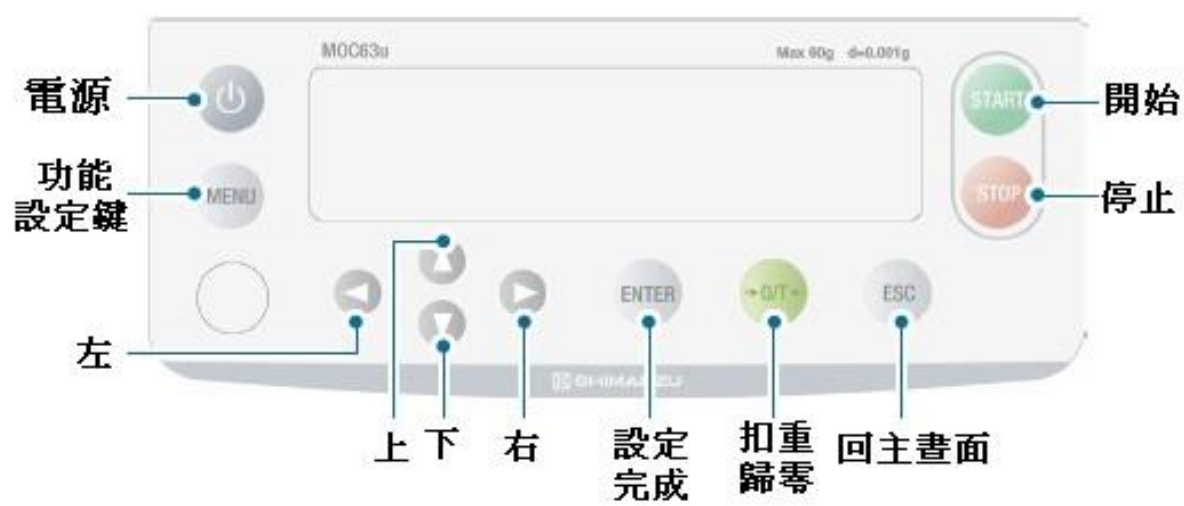 MOC63u
Max 60g d=0.001g
電源
START
開始
功能
設定鍵
MENU
STOP
停止
ENTER
→0/T←
ESC
左
SHIMADZU
上
下
右
設定
完成
扣重
歸零
回主畫面